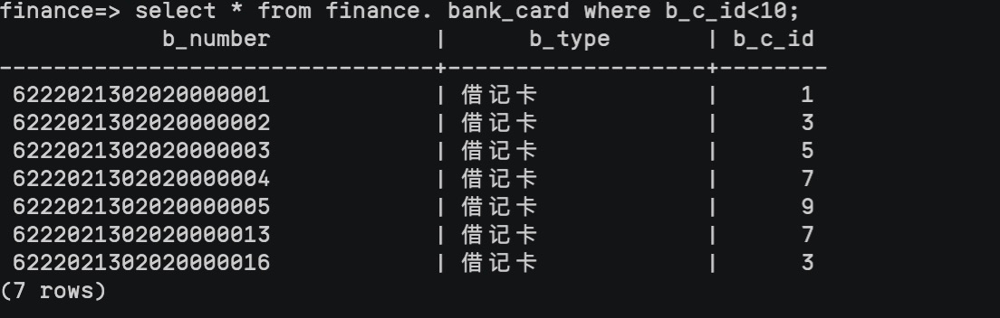 finance=> select * from finance. bank_card where b_c_id<10;
b_number | b_type | b_c_id
-------------------------------+-------------------+--------
6222021302020000001 | 借记卡 | 1
6222021302020000002 | 借记卡 | 3
6222021302020000003 | 借记卡 | 5
6222021302020000004 | 借记卡 | 7
6222021302020000005 | 借记卡 | 9
6222021302020000013 | 借记卡 | 7
6222021302020000016 | 借记卡 | 3
(7 rows)